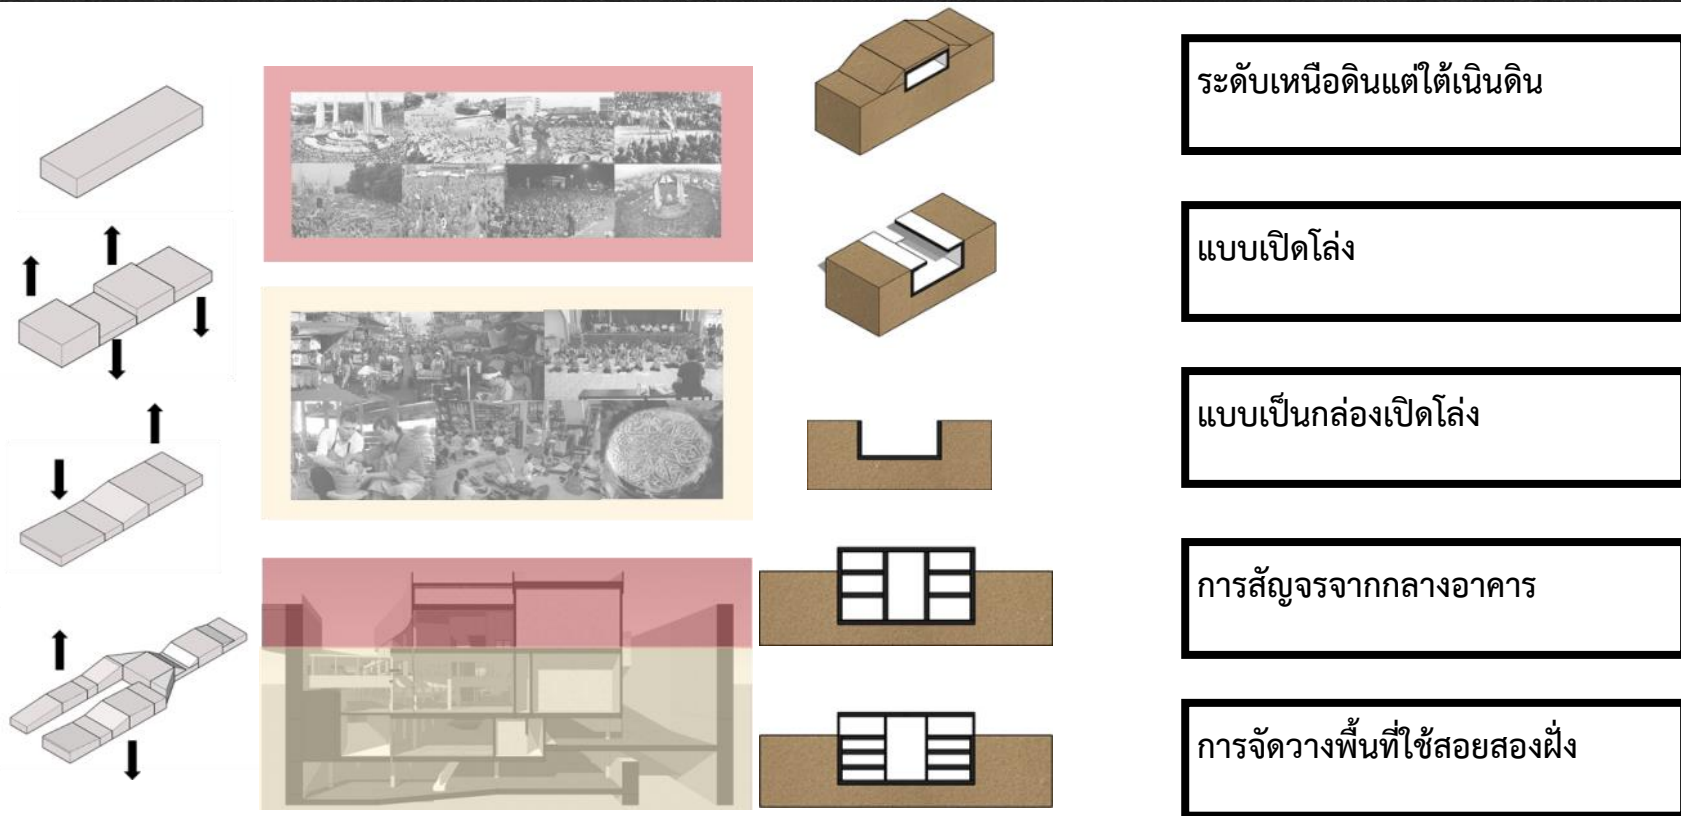 ระดับเหนือดินแต่ใต้เนินดิน
แบบเปิดโล่ง
แบบเป็นกล่องเปิดโล่ง
การสัญจรจากกลางอาคาร
การจัดวางพื้นที่ใช้สอยสองฝั่ง